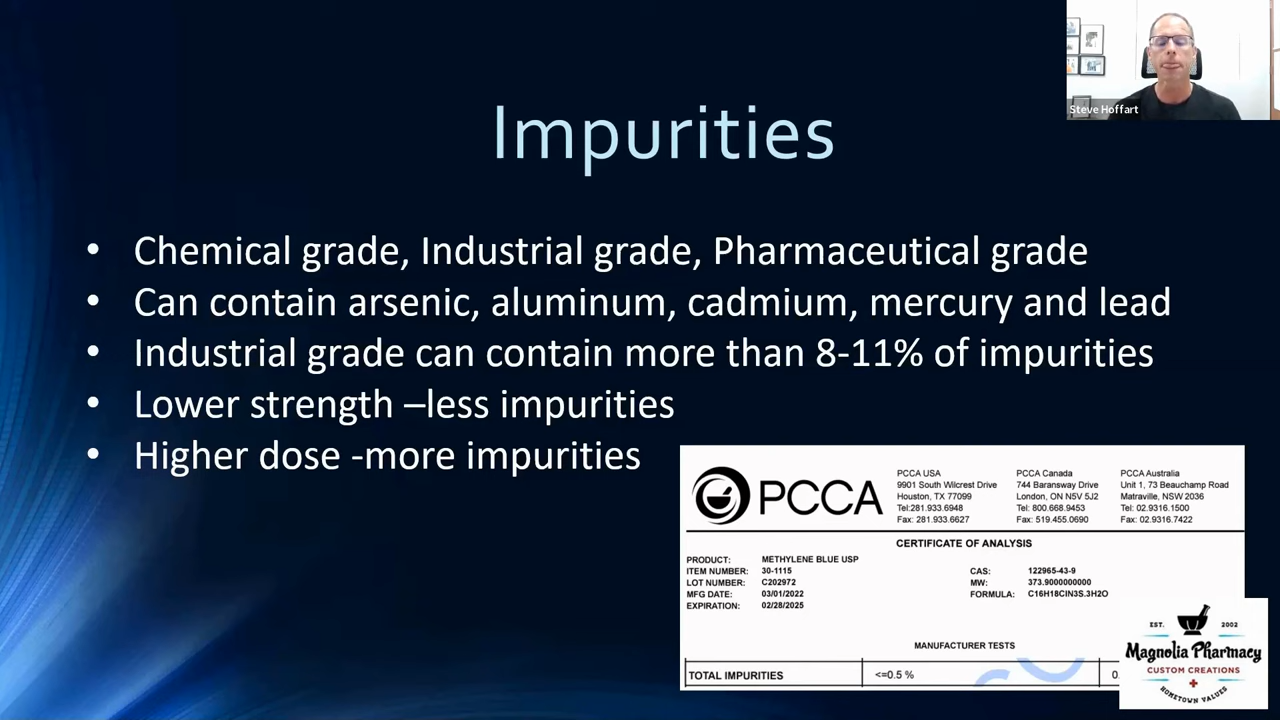 Steve Hoffart
Impurities
• Chemical grade, Industrial grade, Pharmaceutical grade
• Can contain arsenic, aluminum, cadmium, mercury and lead
• Industrial grade can contain more than 8-11% of impurities
• Lower strength –less impurities
• Higher dose -more impurities
PCCA
PCCA USA
9901 South Wilcrest Drive
Houston, TX 77099
Tel:281.933.6948
Fax: 281.933.6627
PCCA Canada
744 Baransway Drive
London, ON N5V 5J2
Tel: 800.668.9453
Fax: 519.455.0690
PCCA Australia
Unit 1, 73 Beauchamp Road
Matraville, NSW 2036
Tel: 02.9316.1500
Fax: 02.9316.7422
CERTIFICATE OF ANALYSIS
PRODUCT: METHYLENE BLUE USP
ITEM NUMBER: 30-1115
LOT NUMBER: C202972
MFG DATE: 03/01/2022
EXPIRATION: 02/28/2025
CAS: 122965-43-9
MW: 373.9000000000
FORMULA: C16H18ClN3S.3H2O
MANUFACTURER TESTS
TOTAL IMPURITIES <=0.5 %
EST. 2002
Magnolia Pharmacy
CUSTOM CREATIONS
HOMETOWN VALUES